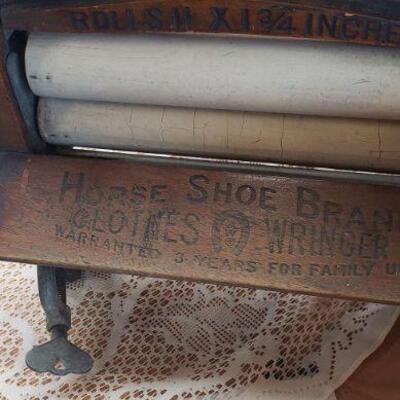 ROLLS 11 X 1 3/4 INCHE
HORSE SHOE BRAN
CLOTHES WRINGER
WARRANTED 3 YEARS FOR FAMILY U